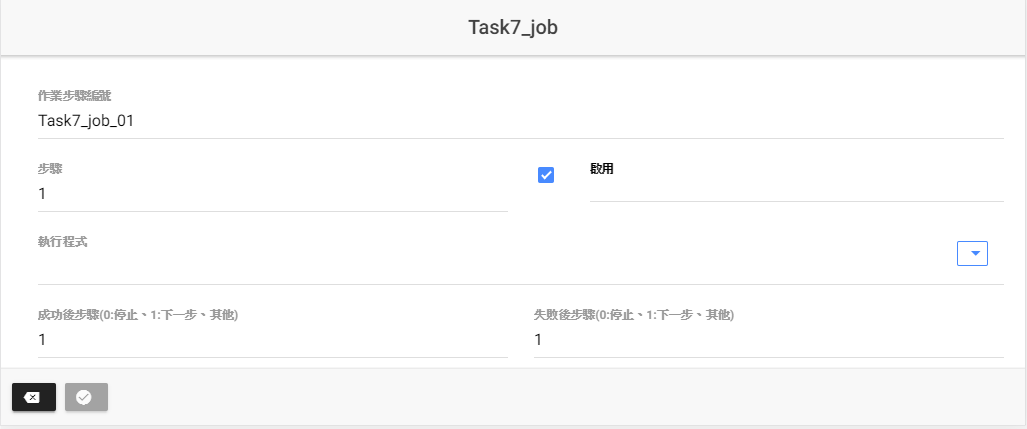 Task7_job
作業步驟編號
Task7_job_01
步驟
1
啟用
執行程式
成功後步驟(0:停止、1:下一步、其他)
1
失敗後步驟(0:停止、1:下一步、其他)
1